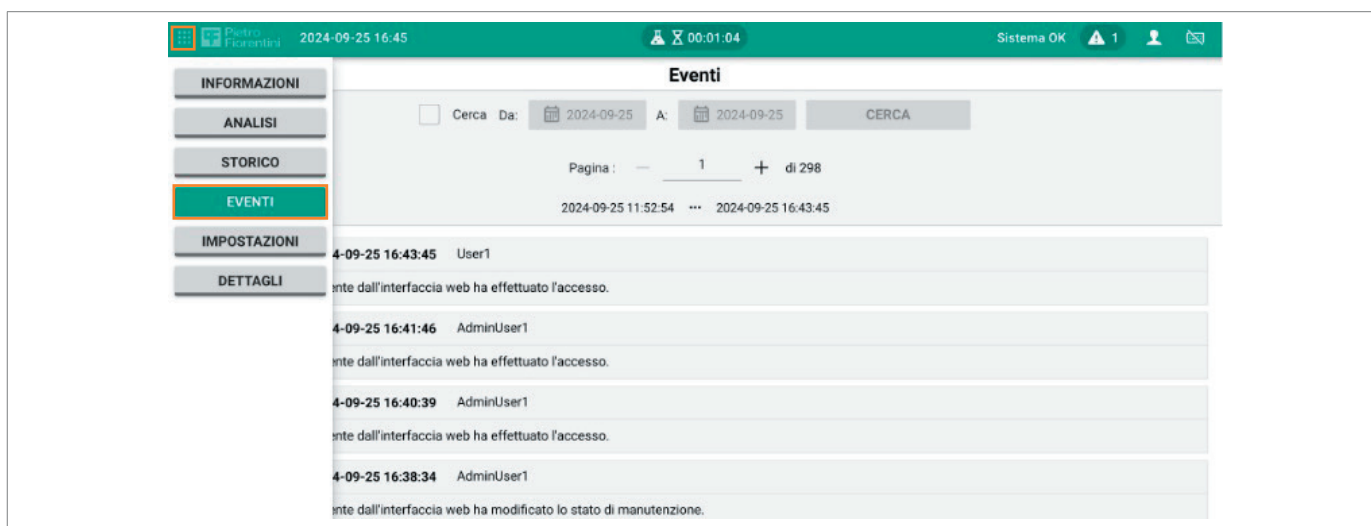 Pietro Fiorentini 2024-09-25 16:45 00:01:04 Sistema OK 1
Eventi
INFORMAZIONI
ANALISI
STORICO
EVENTI
IMPOSTAZIONI
DETTAGLI
Cerca Da: 2024-09-25 A: 2024-09-25 CERCA
Pagina : — 1 + di 298
2024-09-25 11:52:54 ••• 2024-09-25 16:43:45
4-09-25 16:43:45 User1
ente dall'interfaccia web ha effettuato l'accesso.
4-09-25 16:41:46 AdminUser1
ente dall'interfaccia web ha effettuato l'accesso.
4-09-25 16:40:39 AdminUser1
ente dall'interfaccia web ha effettuato l'accesso.
4-09-25 16:38:34 AdminUser1
ente dall'interfaccia web ha modificato lo stato di manutenzione.